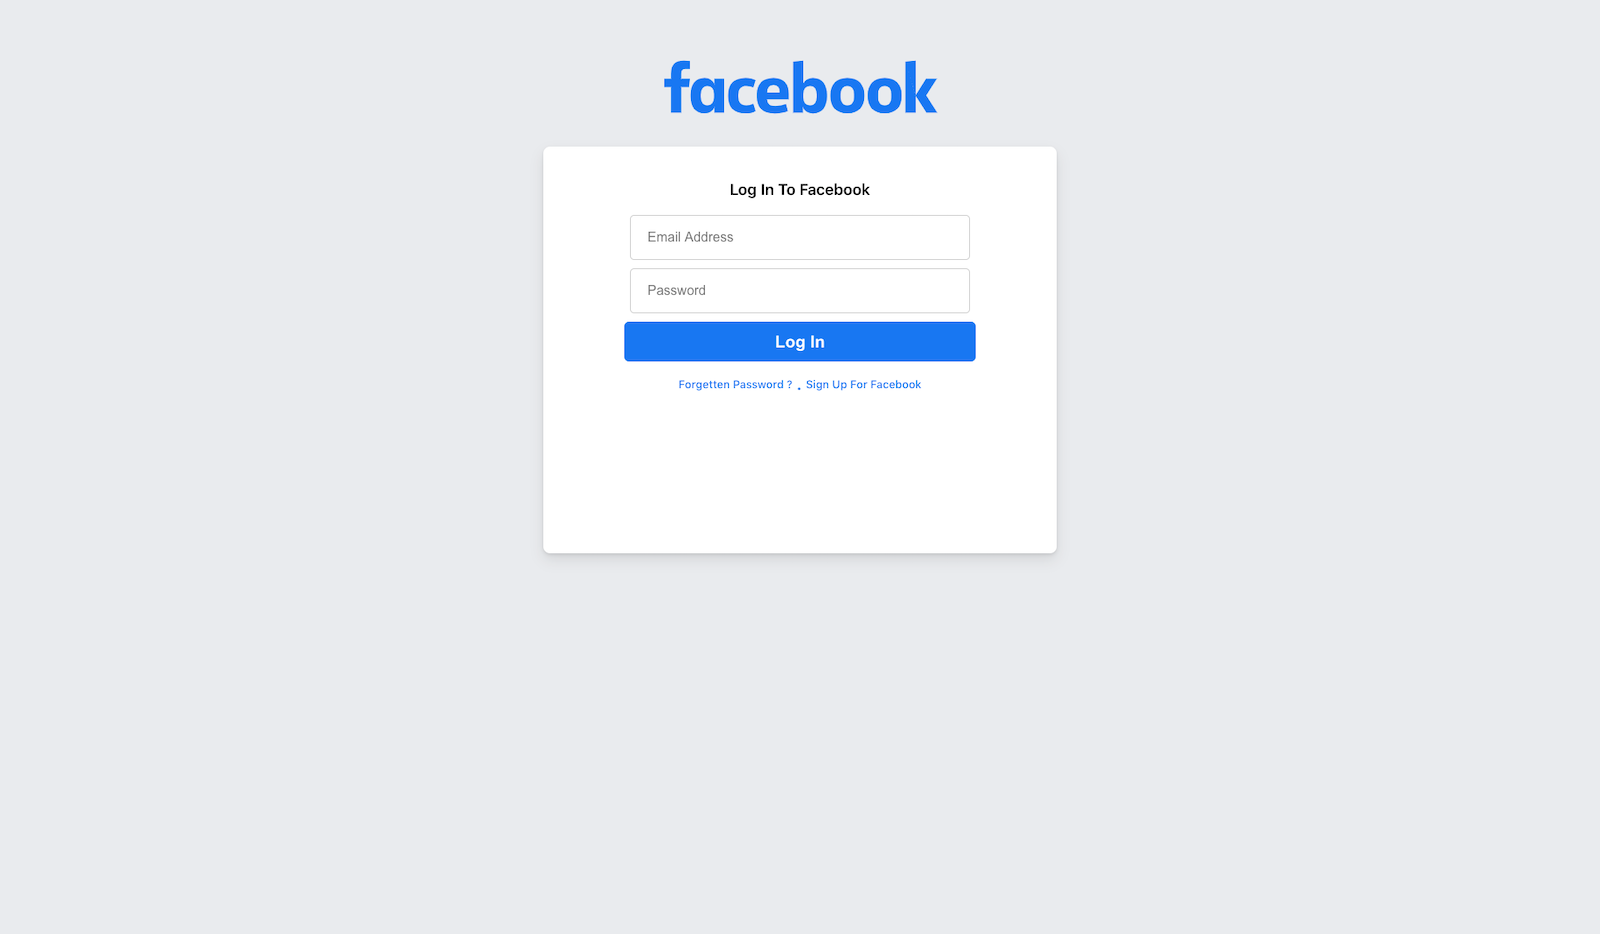 facebook
Log In To Facebook
Email Address
Password
Log In
Forgetten Password ? . Sign Up For Facebook